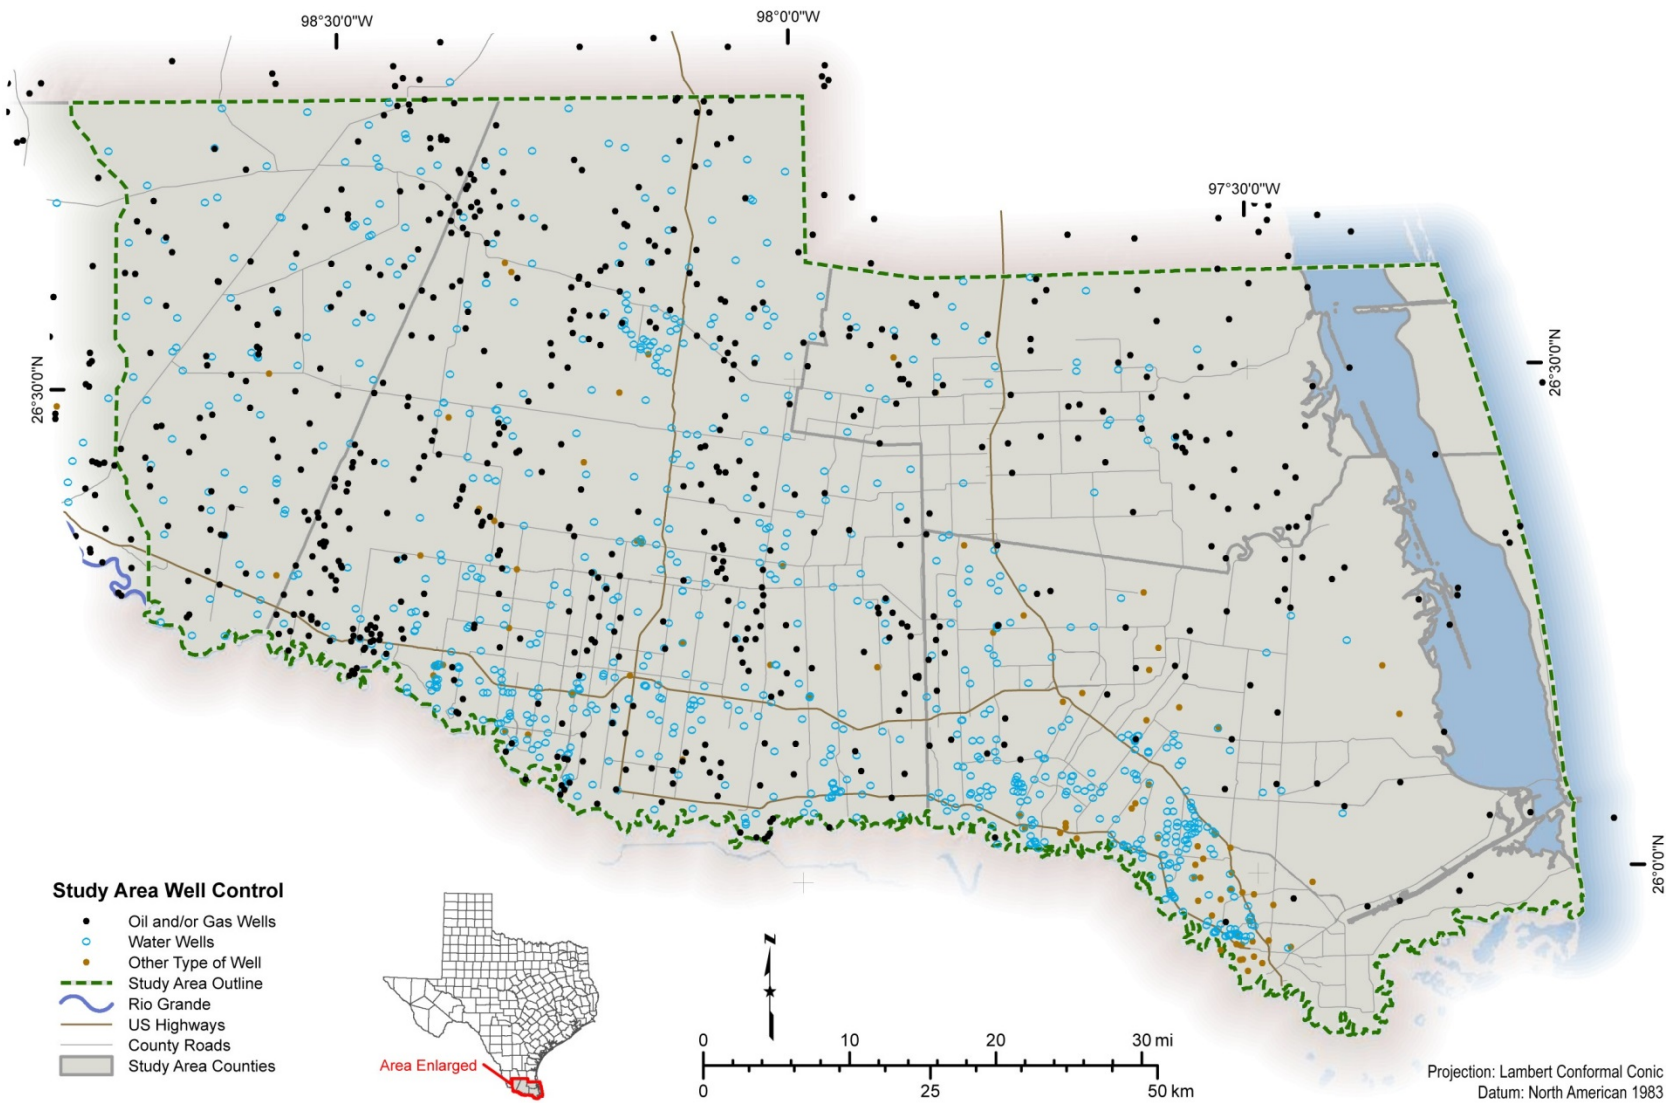 98°30'0"W
98°0'0"W
97°30'0"W
26°30'0"N
26°30'0"N
26°0'0"N
Study Area Well Control
Oil and/or Gas Wells
Water Wells
Other Type of Well
Study Area Outline
Rio Grande
US Highways
County Roads
Study Area Counties
Area Enlarged
N
0 10 20 30 mi
0 25 50 km
Projection: Lambert Conformal Conic
Datum: North American 1983